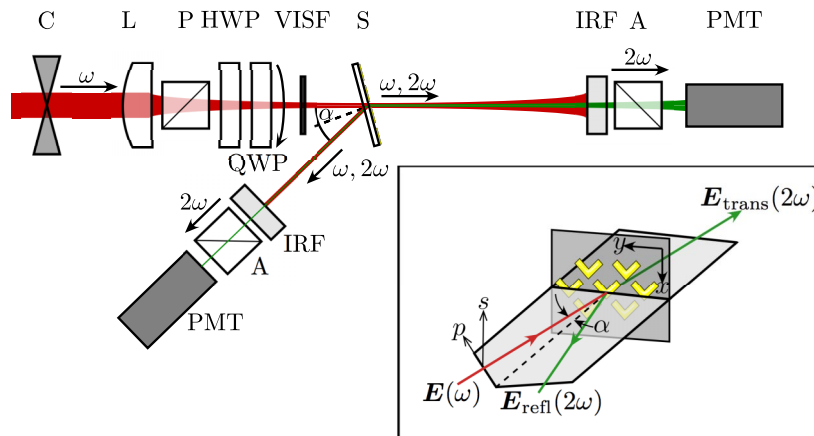 C L P HWP VISF S IRF A PMT
ω ω, 2ω 2ω
α
QWP
ω, 2ω
2ω
IRF
A
PMT
E_trans(2ω)
y
x
s
p
α
E(ω)
E_refl(2ω)